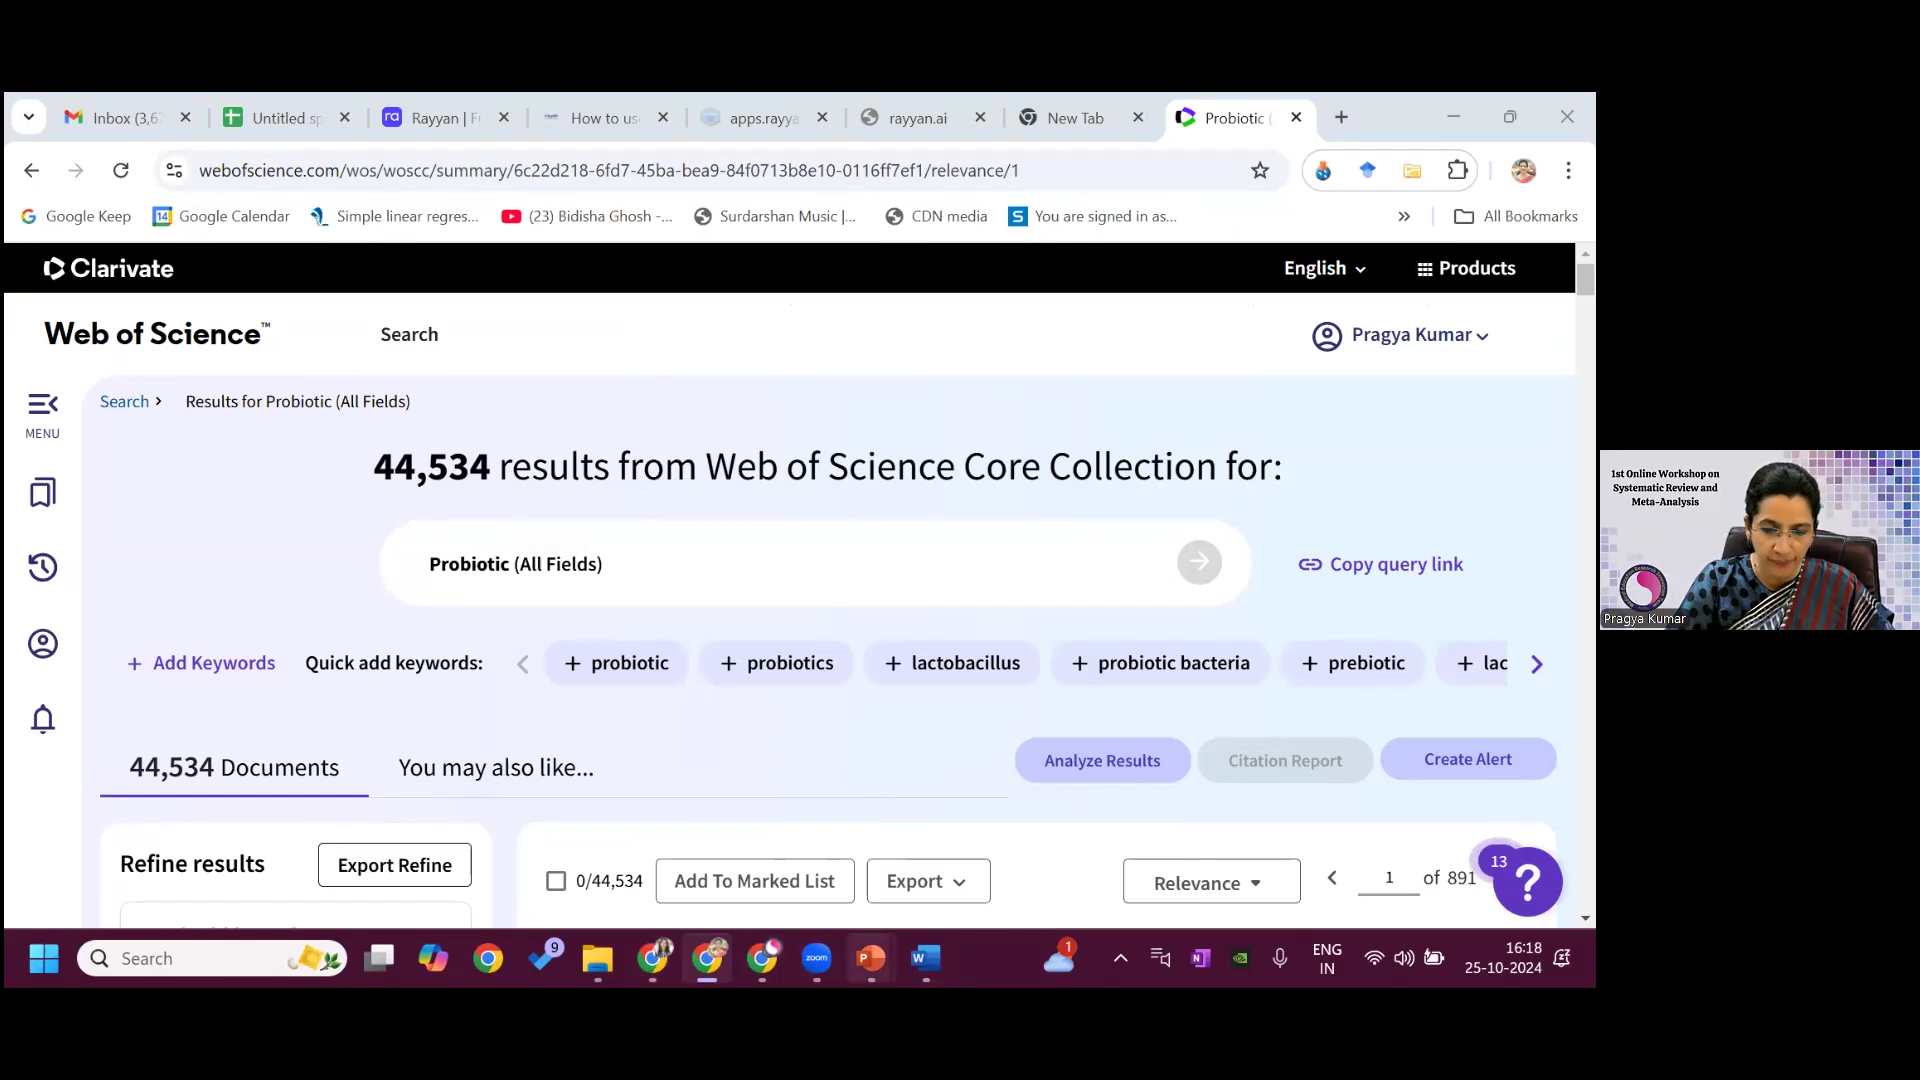 Inbox (3,6
Untitled sp
Rayyan | F
How to us
apps.rayya
rayyan.ai
New Tab
Probiotic (
webofscience.com/wos/woscc/summary/6c22d218-6fd7-45ba-bea9-84f0713b8e10-0116ff7ef1/relevance/1
Google Keep
Google Calendar
Simple linear regres...
(23) Bidisha Ghosh -...
Surdarshan Music |...
CDN media
You are signed in as...
All Bookmarks
Clarivate
English
Products
Web of Science™
Search
Pragya Kumar
MENU
Search > Results for Probiotic (All Fields)
44,534 results from Web of Science Core Collection for:
Probiotic (All Fields)
Copy query link
+ Add Keywords
Quick add keywords:
+ probiotic
+ probiotics
+ lactobacillus
+ probiotic bacteria
+ prebiotic
+ lac
44,534 Documents
You may also like...
Analyze Results
Citation Report
Create Alert
Refine results
Export Refine
0/44,534
Add To Marked List
Export
Relevance
1 of 891
13
?
Search
9
zoom
1
ENG
IN
16:18
25-10-2024
1st Online Workshop on
Systematic Review and
Meta-Analysis
Pragya Kumar